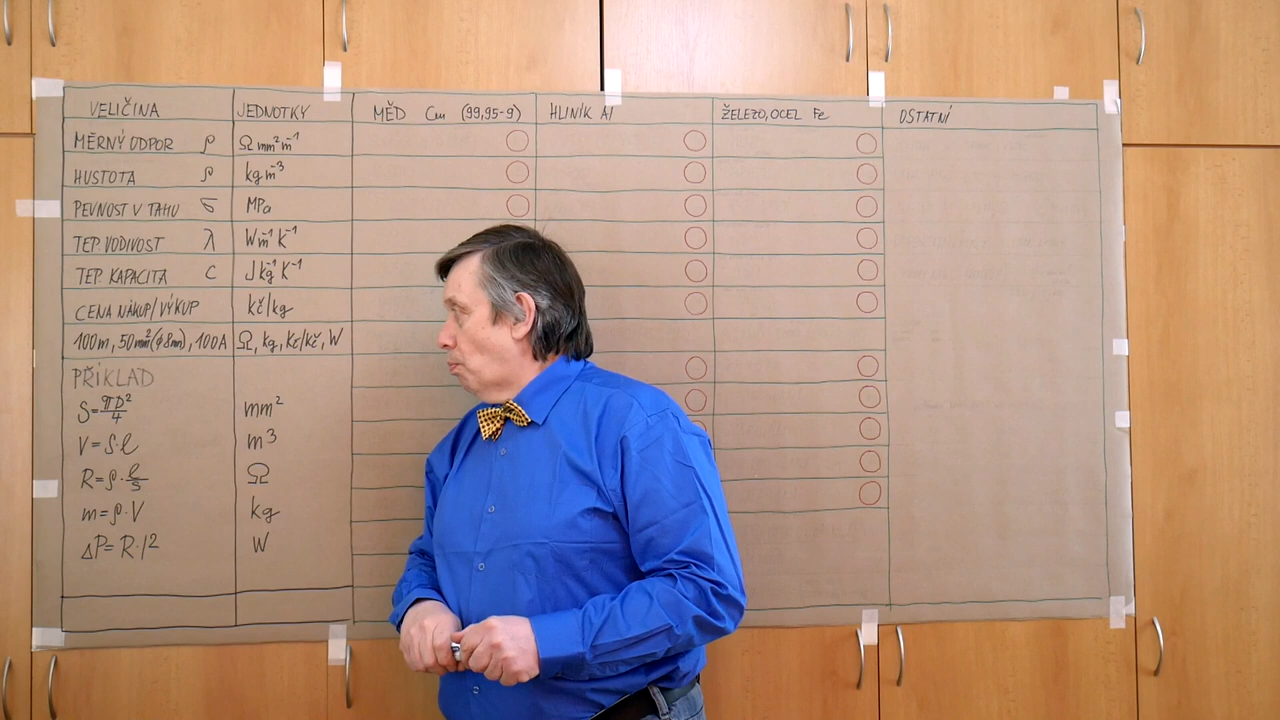 VELIČINA JEDNOTKY MĚD Cu (99,95-9) HLINÍK Al ŽELEZO,OCEL Fe OSTATNÍ
MĚRNÝ ODPOR ρ Ω mm² m⁻¹
HUSTOTA ρ kg m⁻³
PEVNOST V TAHU σ MPa
TEP. VODIVOST λ W m⁻¹ K⁻¹
TEP. KAPACITA C J kg⁻¹ K⁻¹
CENA NÁKUP/VÝKUP kč/kg
100m, 50mm²(ϕ8mm), 100A Ω, kg, Kč/kč, W
PŘÍKLAD
S=πD²/4 mm²
V=S·ℓ m³
R=ρ·ℓ/S Ω
m=ρ·V kg
ΔP=R·I² W